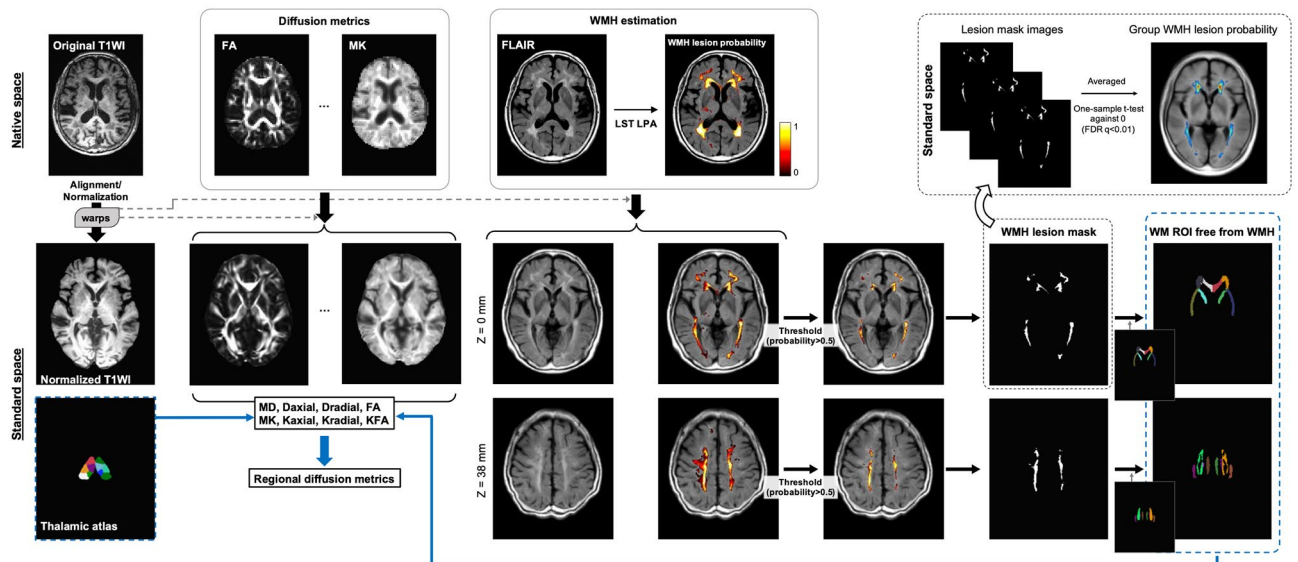 Native space
Original T1WI
Diffusion metrics
FA
MK
...
WMH estimation
FLAIR
WMH lesion probability
LST LPA
1
0
Standard space
Lesion mask images
Group WMH lesion probability
Averaged
One-sample t-test
against 0
(FDR q<0.01)
Alignment/
Normalization
warps
Standard space
Normalized T1WI
...
Z = 0 mm
Threshold
(probability>0.5)
WMH lesion mask
WM ROI free from WMH
Thalamic atlas
MD, Daxial, Dradial, FA
MK, Kaxial, Kradial, KFA
Regional diffusion metrics
Z = 38 mm
Threshold
(probability>0.5)